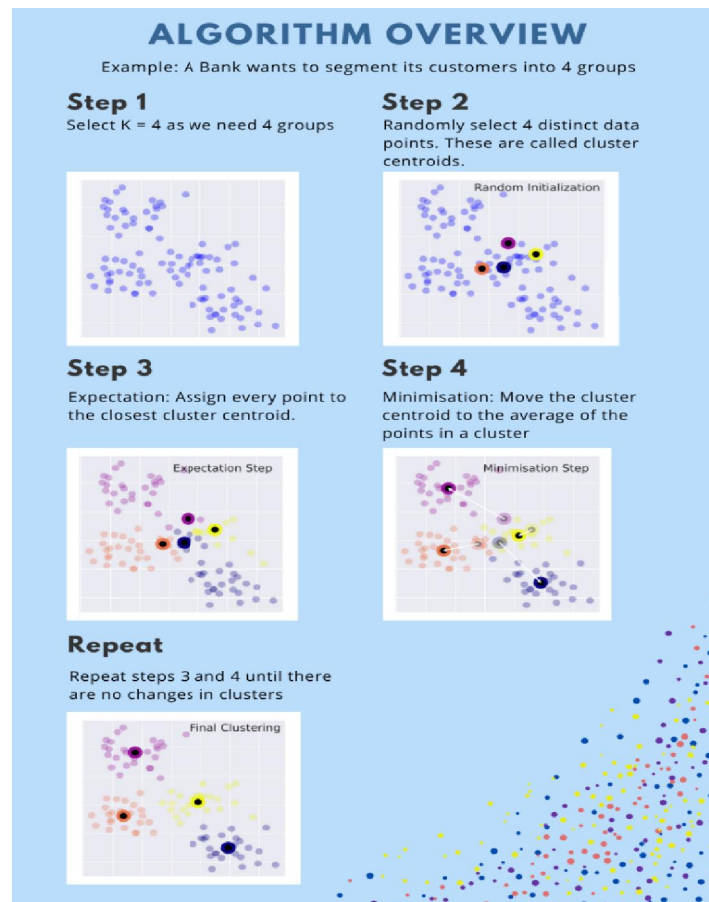 ALGORITHM OVERVIEW
Example: A Bank wants to segment its customers into 4 groups
Step 1
Select K = 4 as we need 4 groups
Step 2
Randomly select 4 distinct data
points. These are called cluster
centroids.
Random Initialization
Step 3
Expectation: Assign every point to
the closest cluster centroid.
Expectation Step
Step 4
Minimisation: Move the cluster
centroid to the average of the
points in a cluster
Minimisation Step
Repeat
Repeat steps 3 and 4 until there
are no changes in clusters
Final Clustering